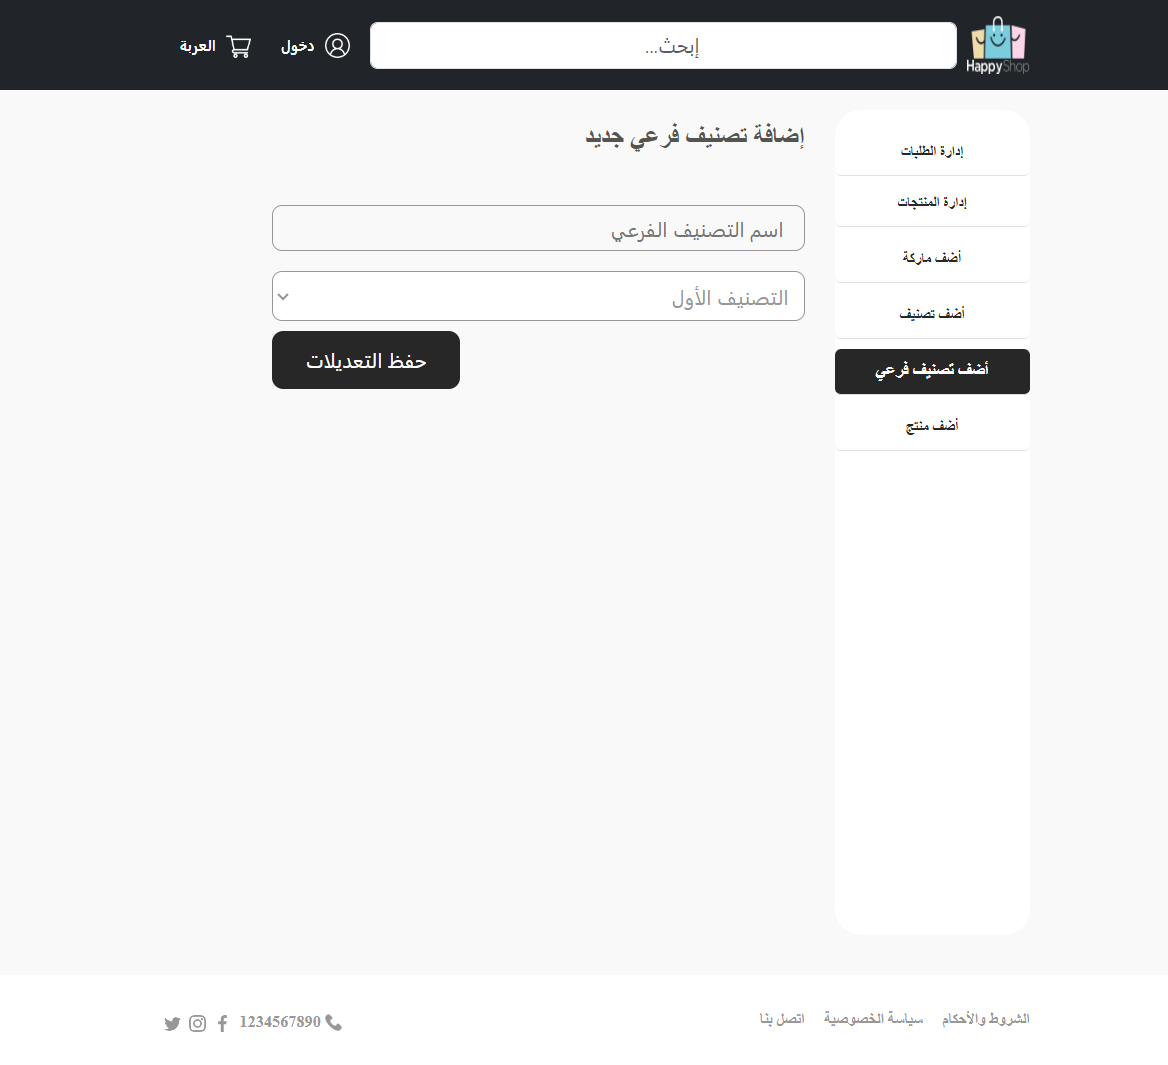 HappyShop
إبحث...
دخول
العربة
إدارة الطلبات
إدارة المنتجات
أضف ماركة
أضف تصنيف
أضف تصنيف فرعي
أضف منتج
إضافة تصنيف فرعي جديد
اسم التصنيف الفرعي
التصنيف الأول
حفظ التعديلات
الشروط والأحكام
سياسة الخصوصية
اتصل بنا
1234567890